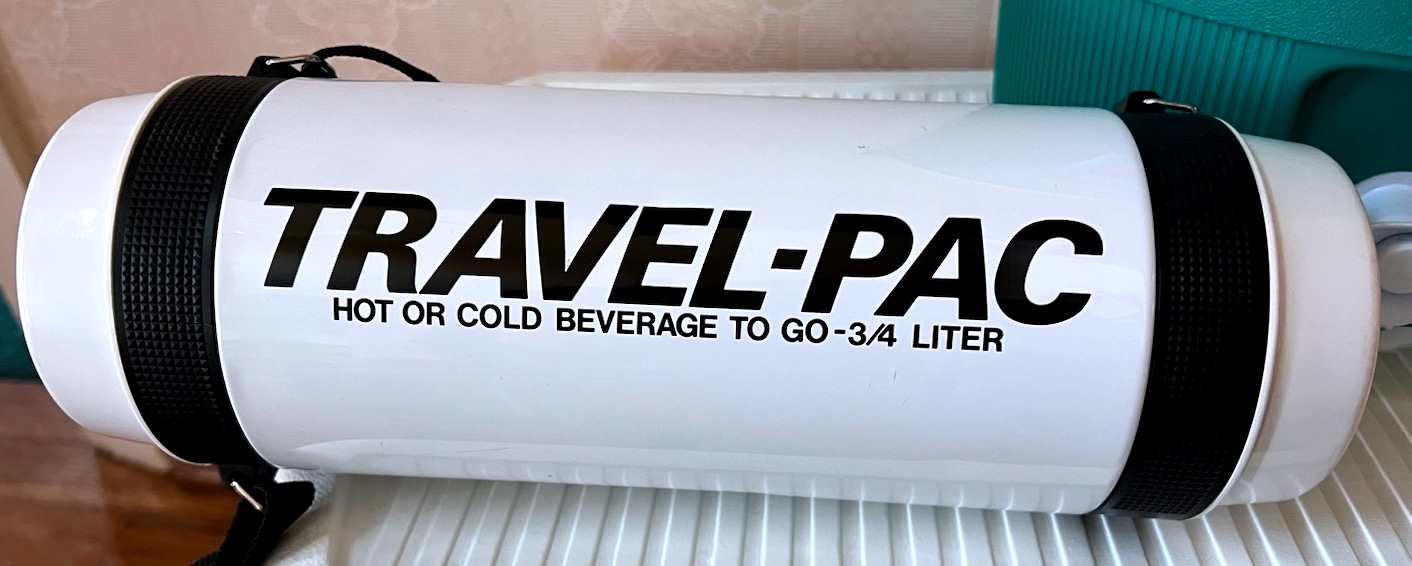 TRAVEL-PAC
HOT OR COLD BEVERAGE TO GO-3/4 LITER